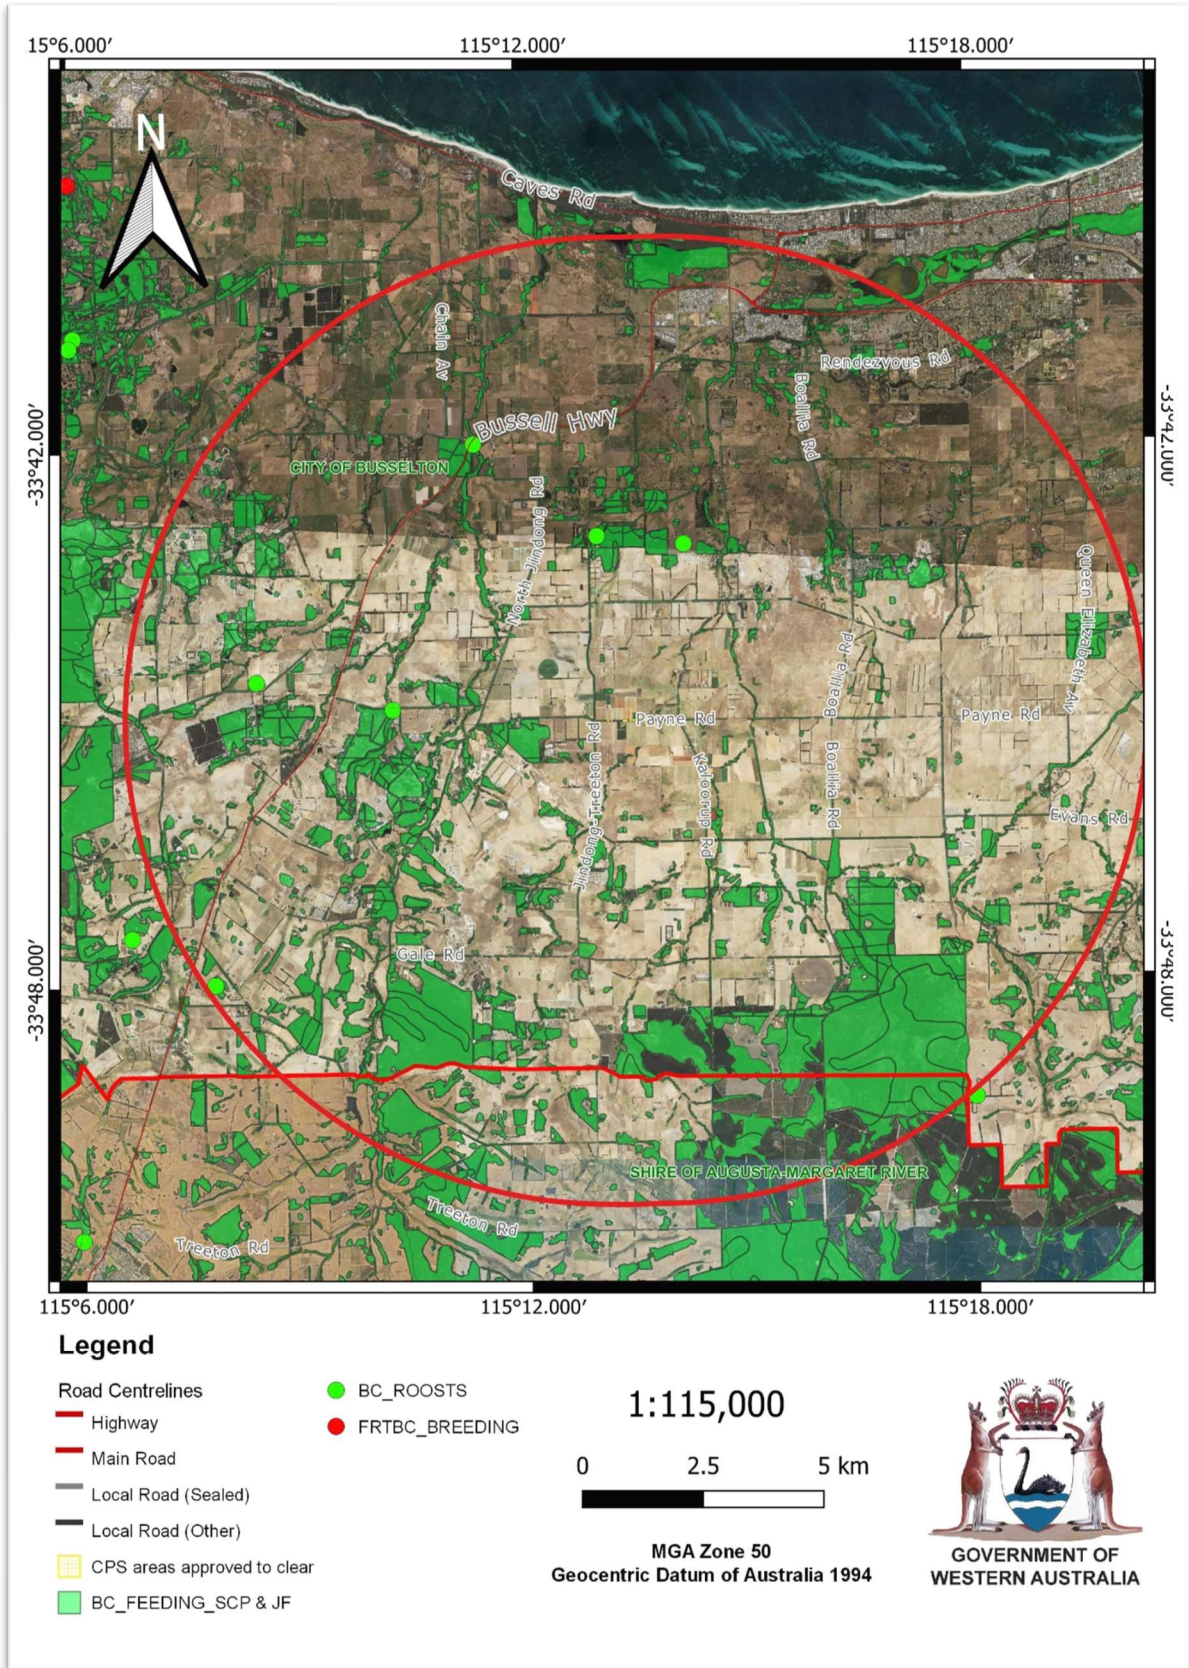 15°6.000′ 115°12.000′ 115°18.000′
N
Caves Rd
Chain Av
Rendezvous Rd
Boallia Rd
Bussell Hwy
-33°42.000′ -33°42.000′
CITY OF BUSSELTON
North Jindong Rd
Queen Elizabeth Av
Boallia Rd
Payne Rd Payne Rd
Jindong-Treeton Rd
Kaloorup Rd
Boallia Rd
Evans Rd
Gale Rd
-33°48.000′ -33°48.000′
SHIRE OF AUGUSTA-MARGARET RIVER
Treeton Rd
Treeton Rd
115°6.000′ 115°12.000′ 115°18.000′
Legend
Road Centrelines
Highway
Main Road
Local Road (Sealed)
Local Road (Other)
CPS areas approved to clear
BC_FEEDING_SCP & JF
BC_ROOSTS
FRTBC_BREEDING
1:115,000
0 2.5 5 km
MGA Zone 50
Geocentric Datum of Australia 1994
GOVERNMENT OF
WESTERN AUSTRALIA